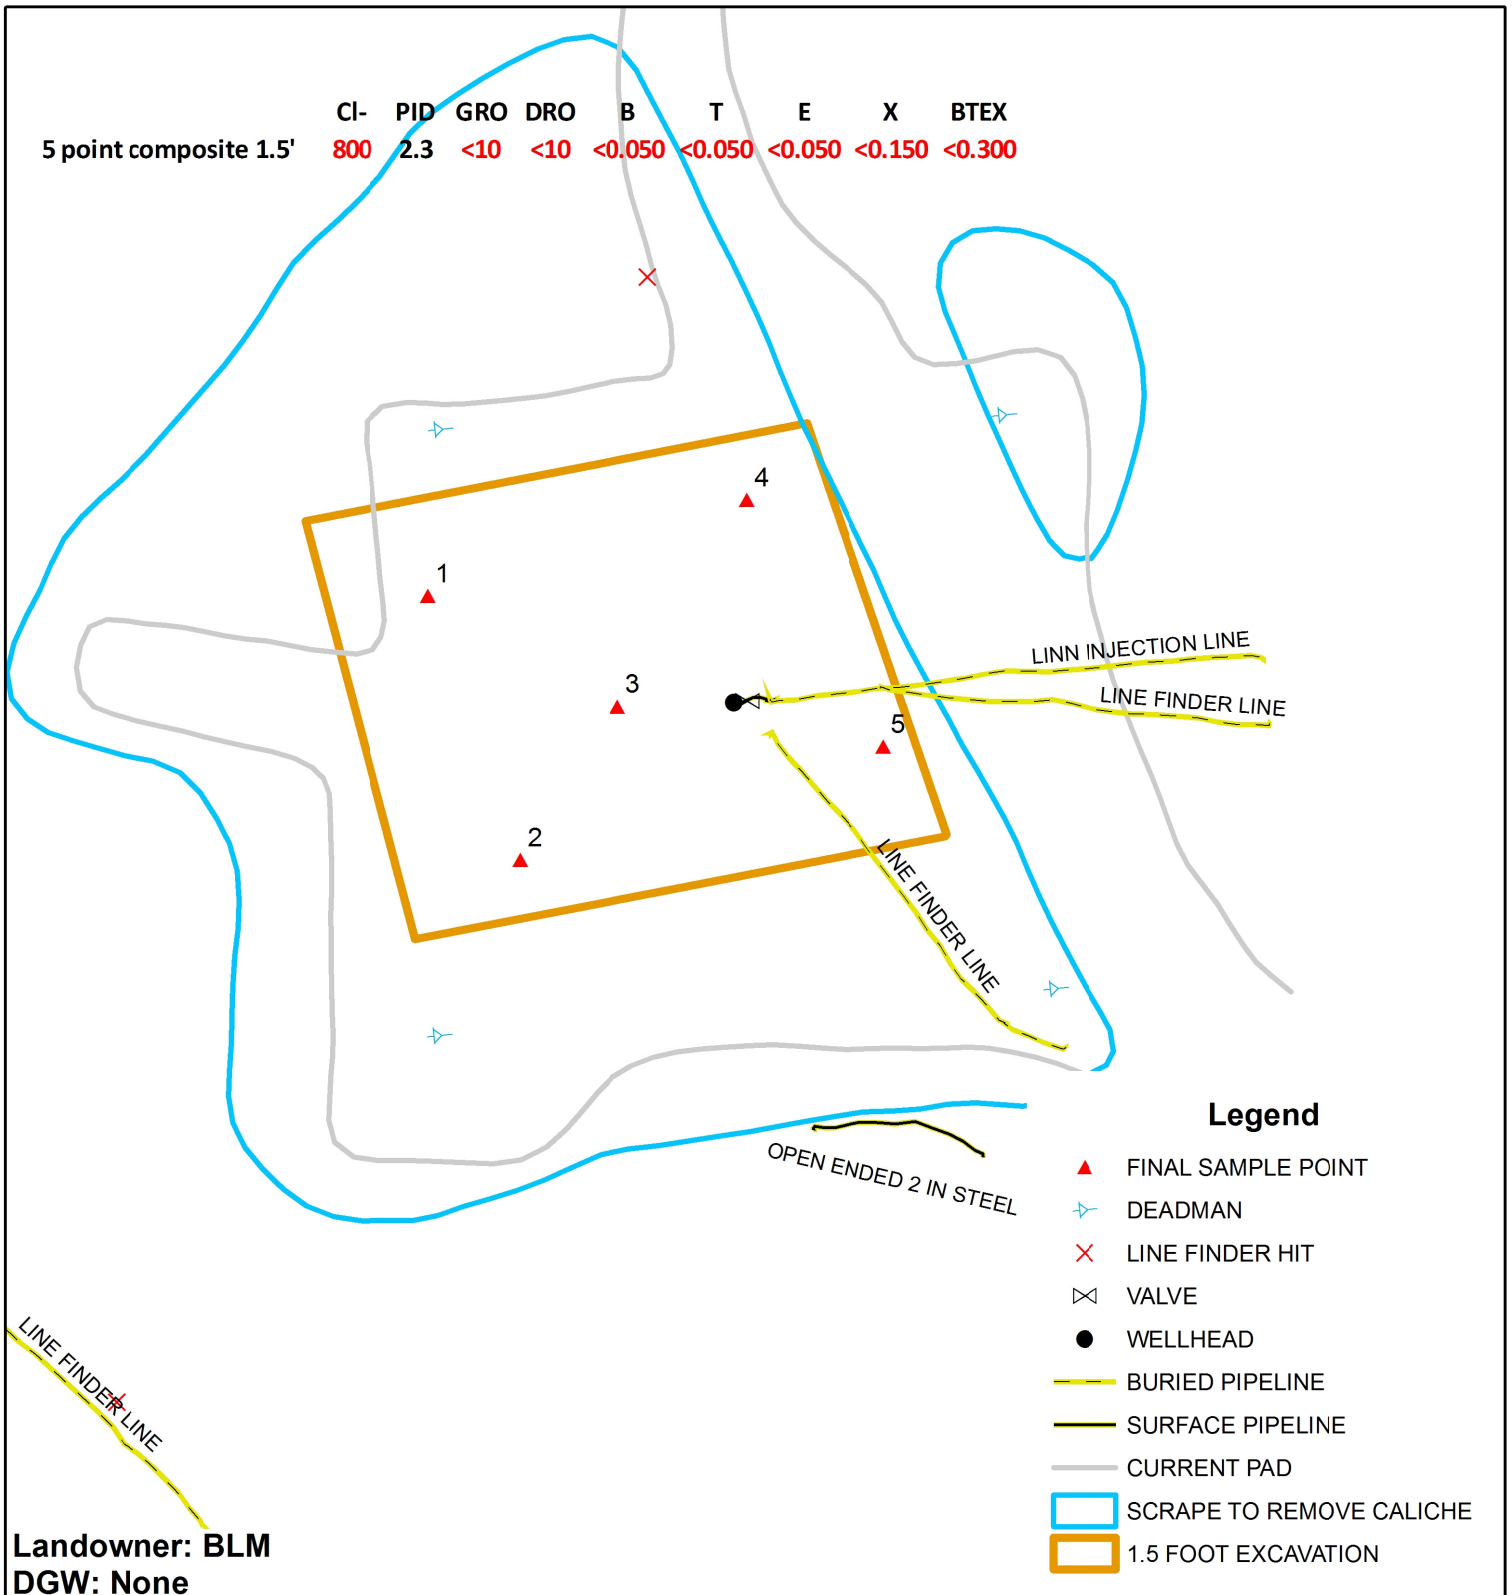 Cl- PID GRO DRO B T E X BTEX
5 point composite 1.5' 800 2.3 <10 <10 <0.050 <0.050 <0.050 <0.150 <0.300
4
1
LINN INJECTION LINE
3
LINE FINDER LINE
5
2
LINE FINDER LINE
OPEN ENDED 2 IN STEEL
Legend
FINAL SAMPLE POINT
DEADMAN
LINE FINDER HIT
VALVE
WELLHEAD
BURIED PIPELINE
SURFACE PIPELINE
CURRENT PAD
SCRAPE TO REMOVE CALICHE
1.5 FOOT EXCAVATION
LINE FINDER LINE
Landowner: BLM
DGW: None